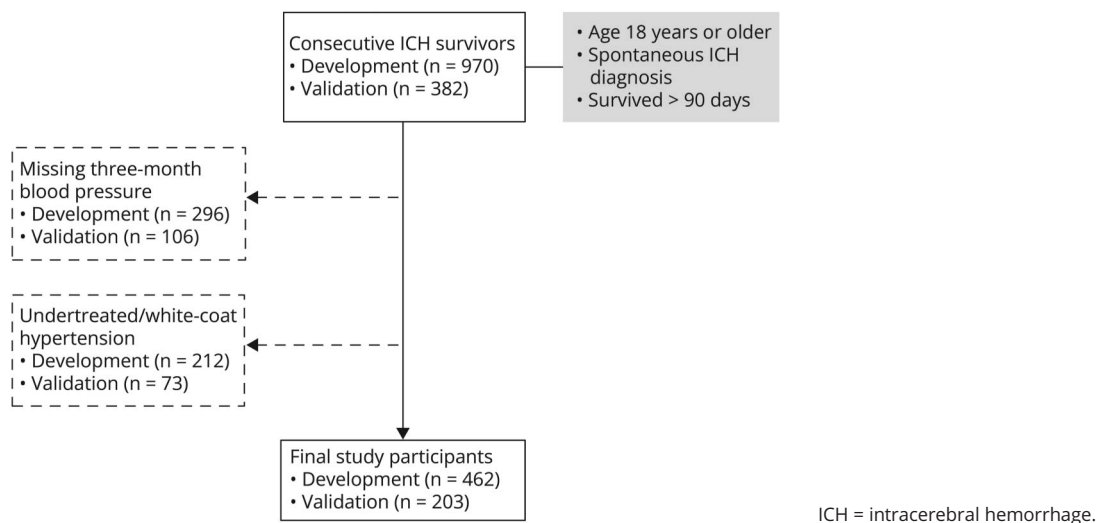 Consecutive ICH survivors
• Development (n = 970)
• Validation (n = 382)
• Age 18 years or older
• Spontaneous ICH
diagnosis
• Survived > 90 days
Missing three-month
blood pressure
• Development (n = 296)
• Validation (n = 106)
Undertreated/white-coat
hypertension
• Development (n = 212)
• Validation (n = 73)
Final study participants
• Development (n = 462)
• Validation (n = 203)
ICH = intracerebral hemorrhage.